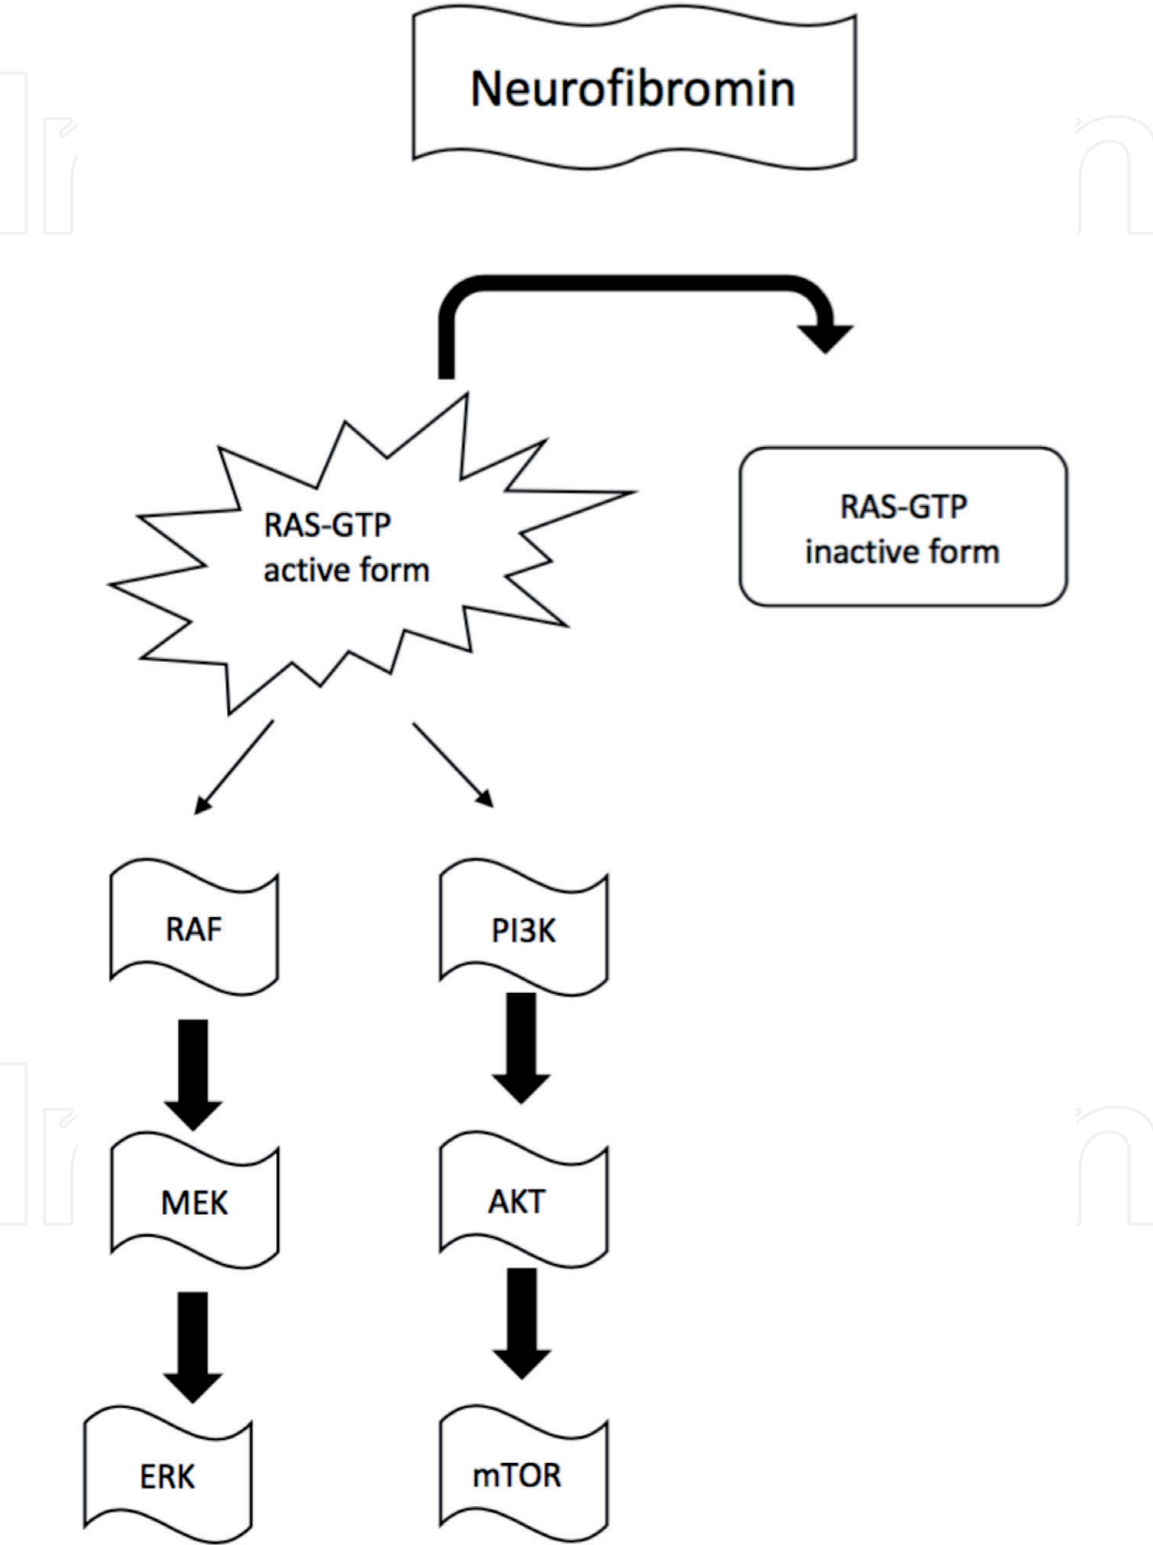 Neurofibromin
RAS-GTP
active form
RAS-GTP
inactive form
RAF
PI3K
MEK
AKT
ERK
mTOR